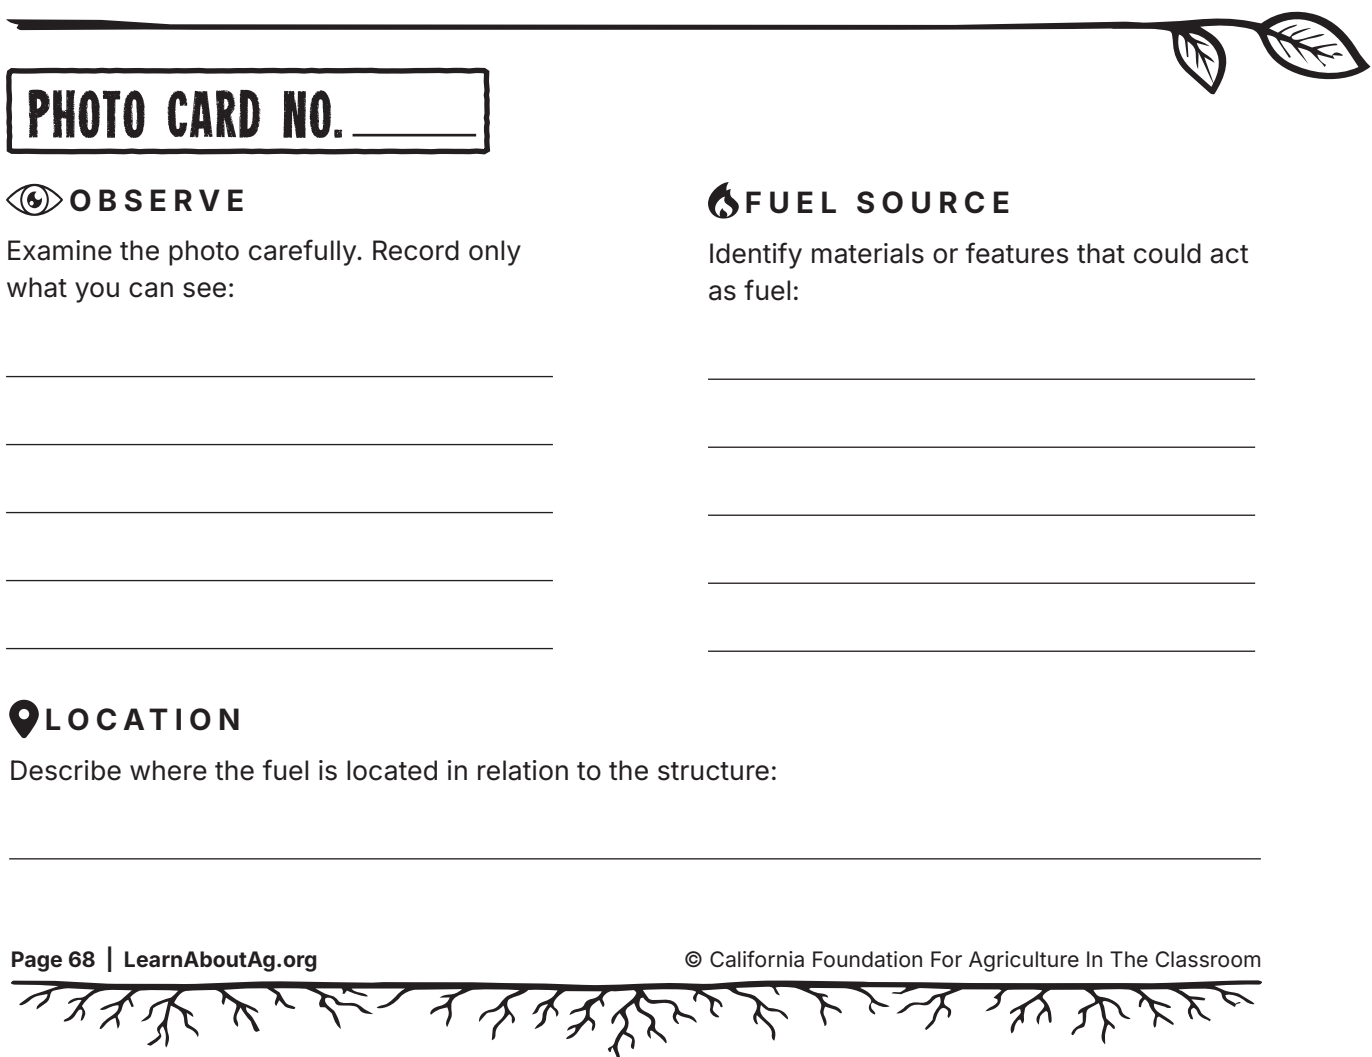 PHOTO CARD NO.
OBSERVE
Examine the photo carefully. Record only
what you can see:
FUEL SOURCE
Identify materials or features that could act
as fuel:
LOCATION
Describe where the fuel is located in relation to the structure:
Page 68 | LearnAboutAg.org
© California Foundation For Agriculture In The Classroom